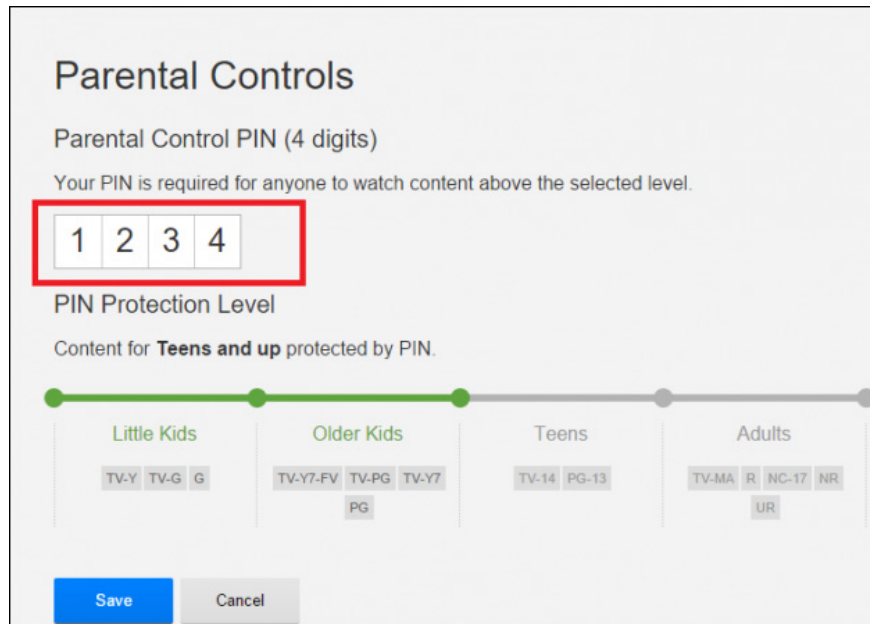 Parental Controls
Parental Control PIN (4 digits)
Your PIN is required for anyone to watch content above the selected level.
1 2 3 4
PIN Protection Level
Content for Teens and up protected by PIN.
Little Kids Older Kids Teens Adults
TV-Y TV-G G TV-Y7-FV TV-PG TV-Y7 TV-14 PG-13 TV-MA R NC-17 NR
PG UR
Save Cancel